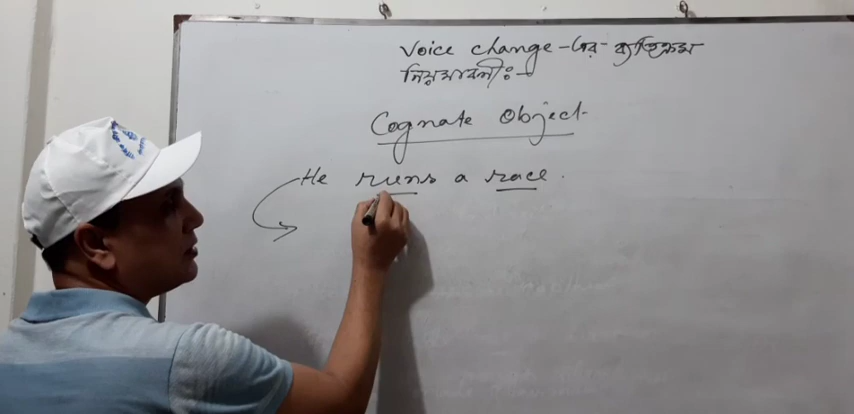 Voice change-এর-ব্যতিক্রম
নিয়মাবলীঃ-
Cognate Object-
He runs a race.